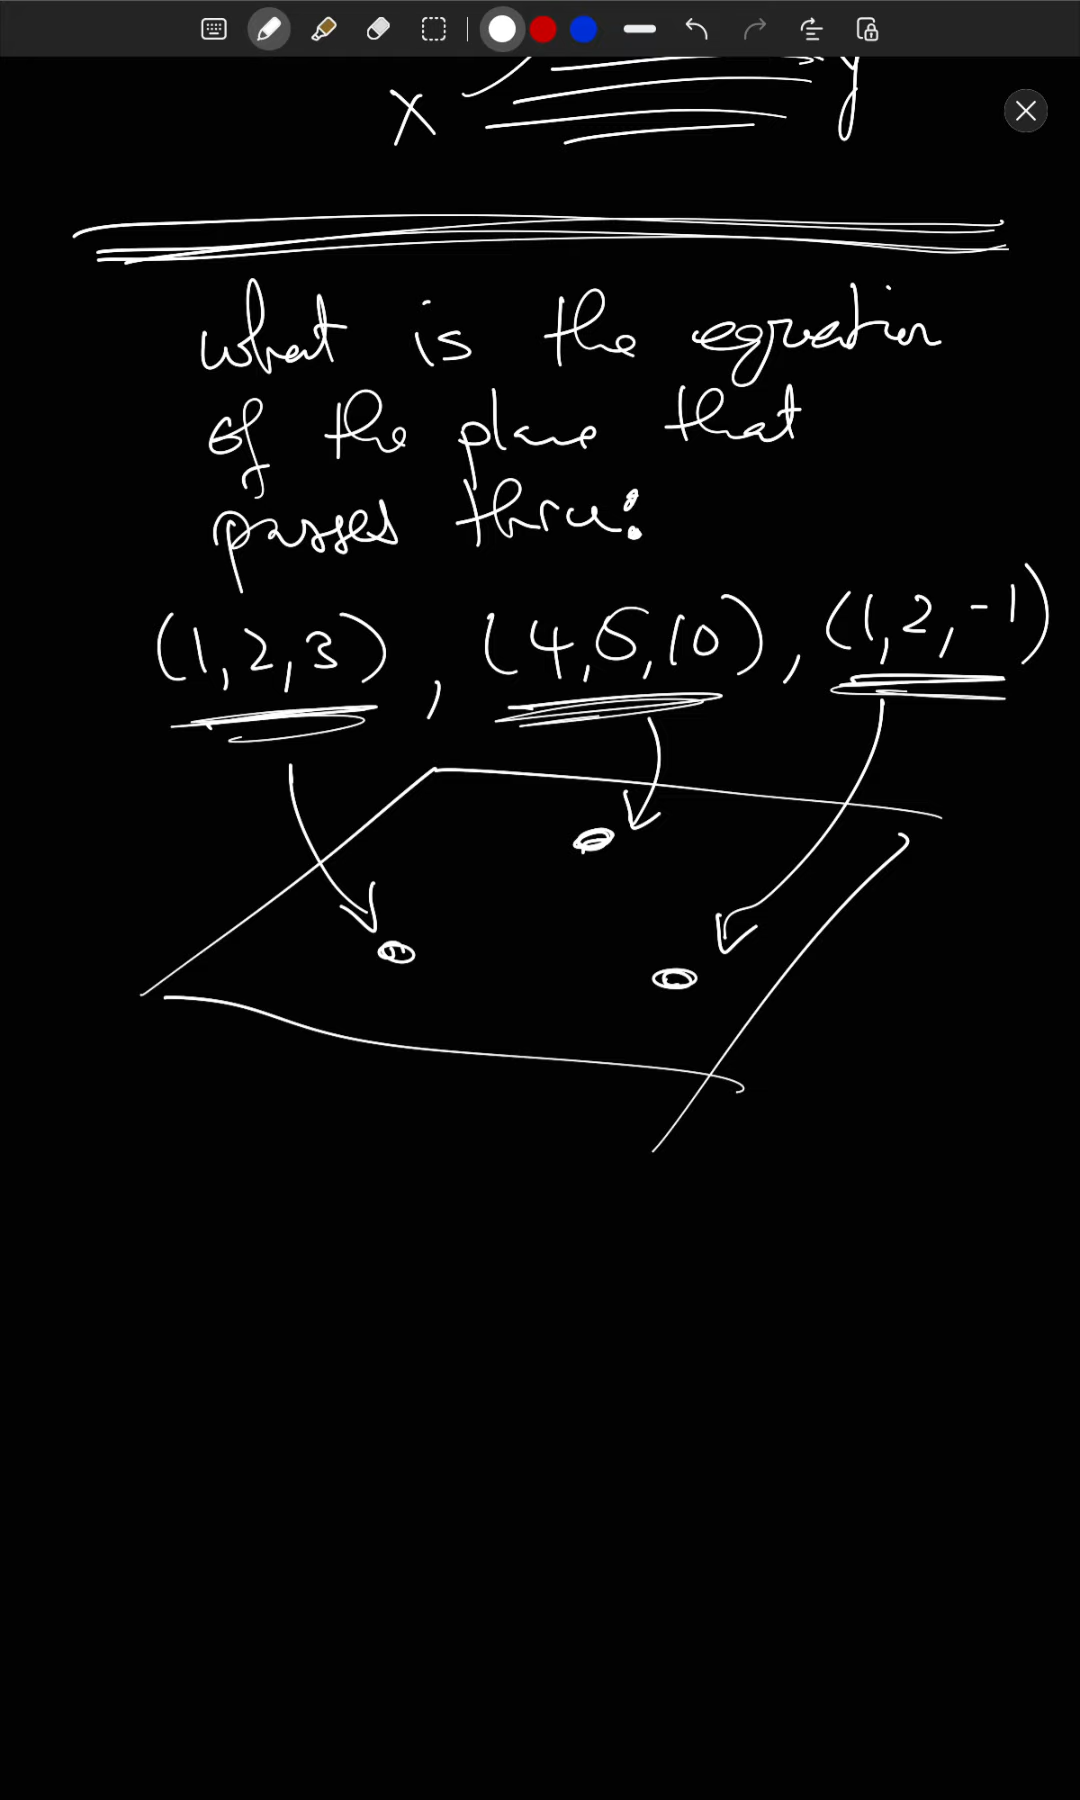 x y
what is the equation
of the plane that
passes thru:
(1,2,3), (4,5,10), (1,2,-1)